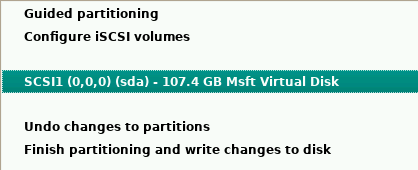 Guided partitioning
Configure iSCSI volumes
SCSI1 (0,0,0) (sda) - 107.4 GB Msft Virtual Disk
Undo changes to partitions
Finish partitioning and write changes to disk